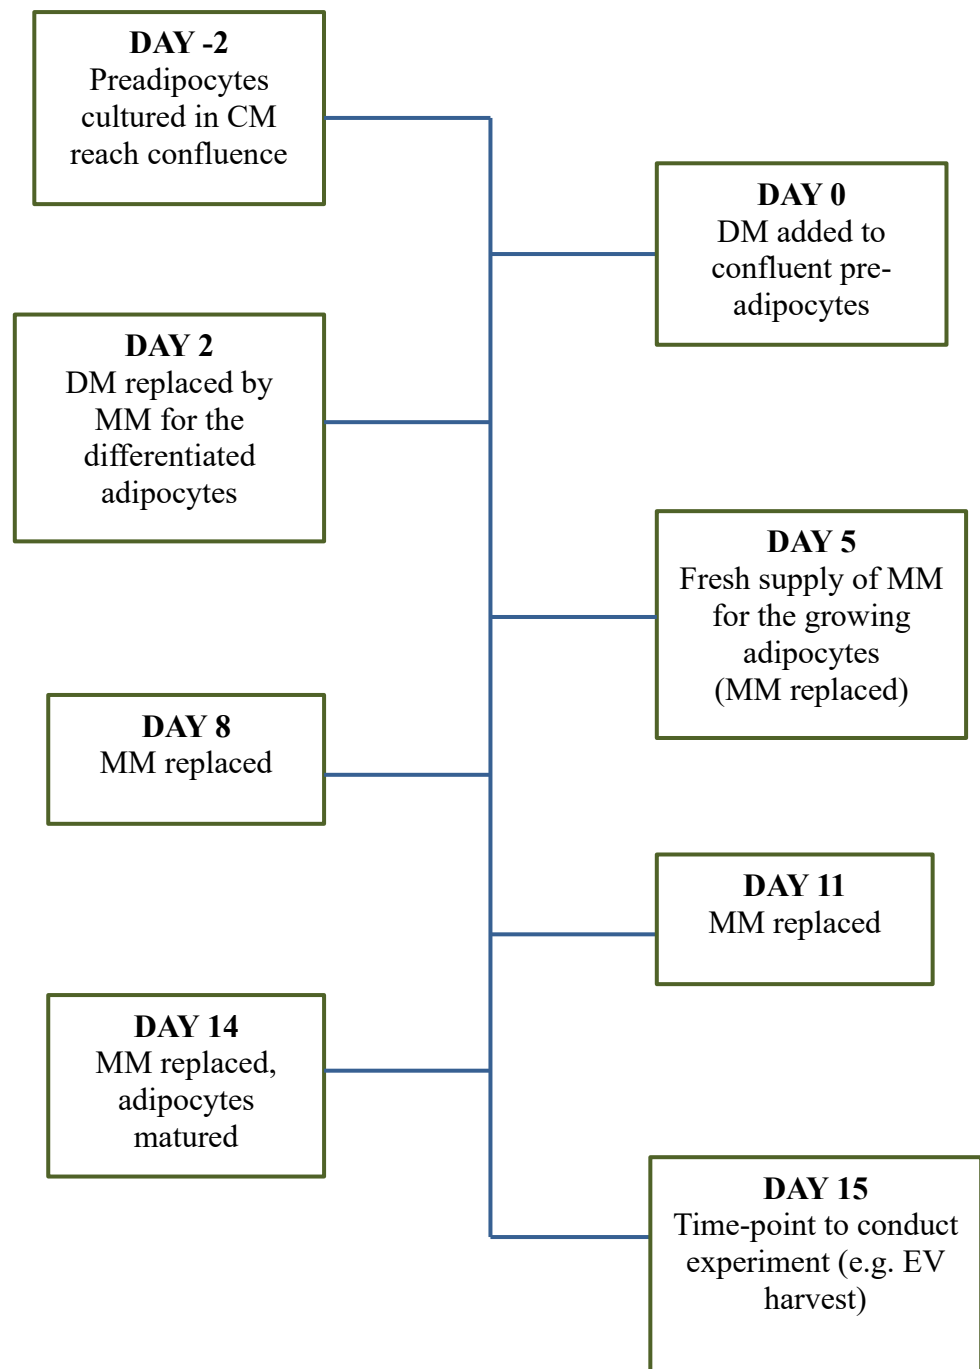 DAY -2
Preadipocytes
cultured in CM
reach confluence
DAY 0
DM added to
confluent pre-
adipocytes
DAY 2
DM replaced by
MM for the
differentiated
adipocytes
DAY 5
Fresh supply of MM
for the growing
adipocytes
(MM replaced)
DAY 8
MM replaced
DAY 11
MM replaced
DAY 14
MM replaced,
adipocytes
matured
DAY 15
Time-point to conduct
experiment (e.g. EV
harvest)